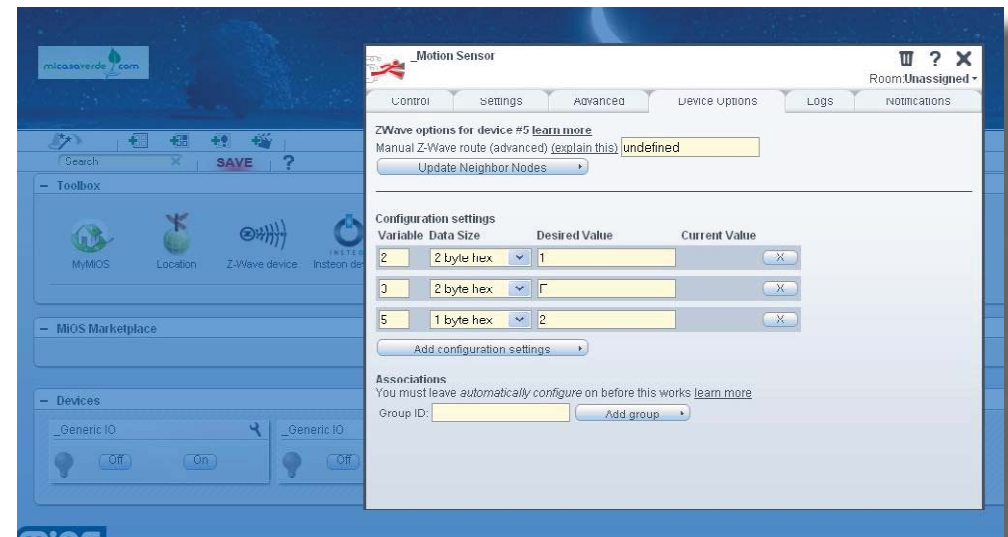 micasaverde.com
_Motion Sensor
?
X
Room:Unassigned
Control
Settings
Advanced
Device Options
Logs
Notifications
ZWave options for device #5 learn more
Manual Z-Wave route (advanced) (explain this) undefined
Update Neighbor Nodes
Search
X
SAVE
?
Toolbox
MyMiOS
Location
Z-Wave device
Insteon de
Configuration settings
Variable Data Size Desired Value Current Value
2 2 byte hex 1 X
3 2 byte hex X
5 1 byte hex 2 X
Add configuration settings
MiOS Marketplace
Associations
You must leave automatically configure on before this works learn more
Group ID: Add group
Devices
_Generic IO
Off
On
_Generic IO
Off